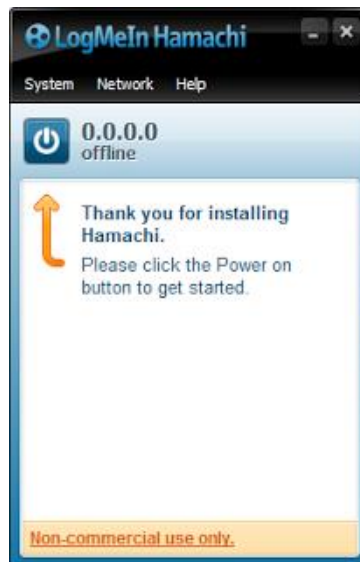 LogMeIn Hamachi
System Network Help
0.0.0.0
offline
Thank you for installing
Hamachi.
Please click the Power on
button to get started.
Non-commercial use only.